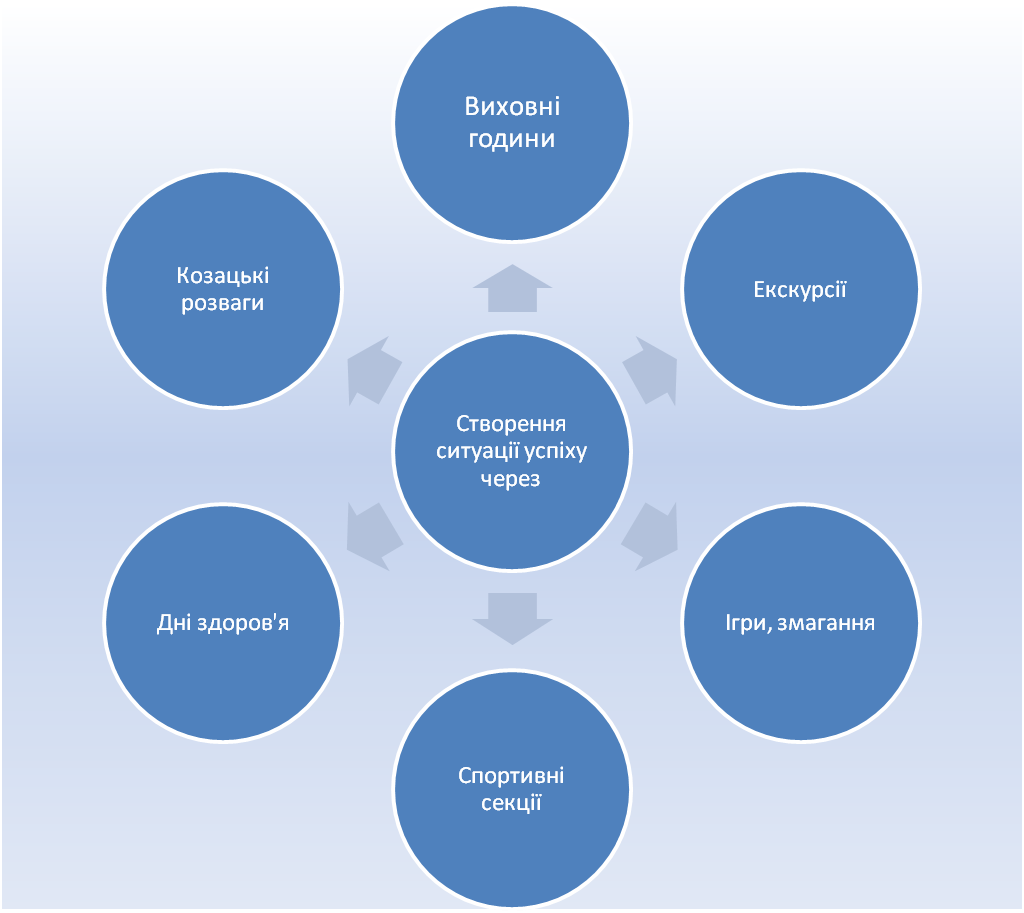 Виховні
години
Козацькі
розваги
Екскурсії
Створення
ситуації успіху
через
Дні здоров'я
Ігри, змагання
Спортивні
секції